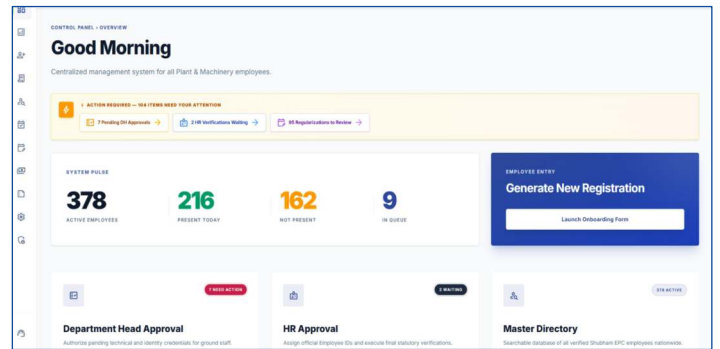 CONTROL PANEL • OVERVIEW
Good Morning
Centralized management system for all Plant & Machinery employees.
ACTION REQUIRED — 104 ITEMS NEED YOUR ATTENTION
7 Pending DH Approvals →
2 HR Verifications Waiting →
95 Regularizations to Review →
SYSTEM PULSE
378
216
162
9
ACTIVE EMPLOYEES
PRESENT TODAY
NOT PRESENT
IN QUEUE
EMPLOYEE ENTRY
Generate New Registration
Launch Onboarding Form
7 NEED ACTION
Department Head Approval
Authorize pending technical and identity credentials for ground staff.
2 WAITING
HR Approval
Assign official Employee IDs and execute final statutory verifications.
378 ACTIVE
Master Directory
Searchable database of all verified Shubham EPC employees nationwide.